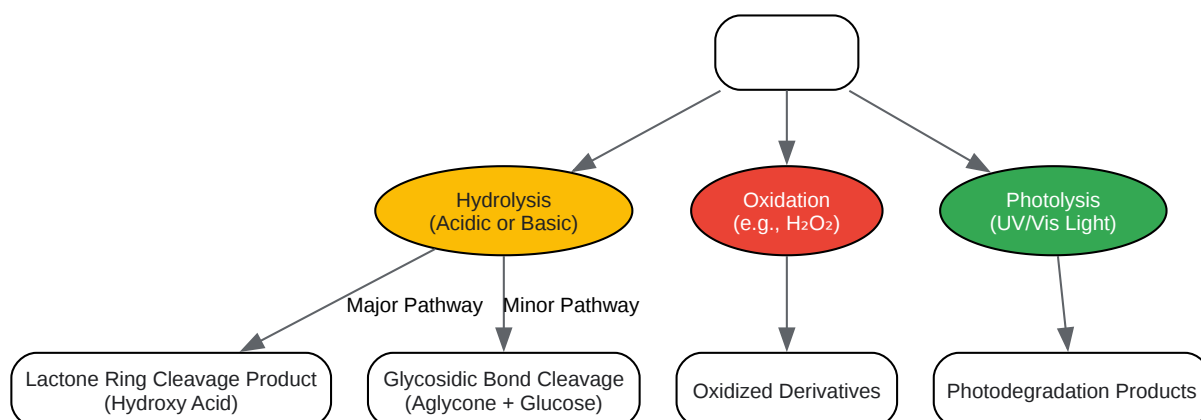 Hydrolysis
(Acidic or Basic)
Oxidation
(e.g., H₂O₂)
Photolysis
(UV/Vis Light)
Major Pathway
Minor Pathway
Lactone Ring Cleavage Product
(Hydroxy Acid)
Glycosidic Bond Cleavage
(Aglycone + Glucose)
Oxidized Derivatives
Photodegradation Products